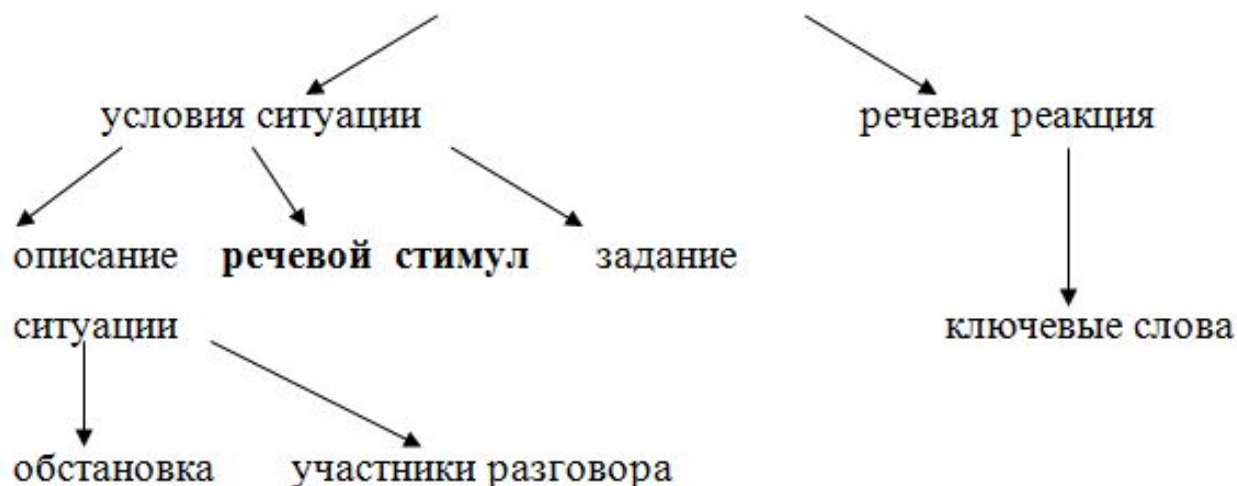 условия ситуации речевая реакция
описание речевой стимул задание
ситуации ключевые слова
обстановка участники разговора